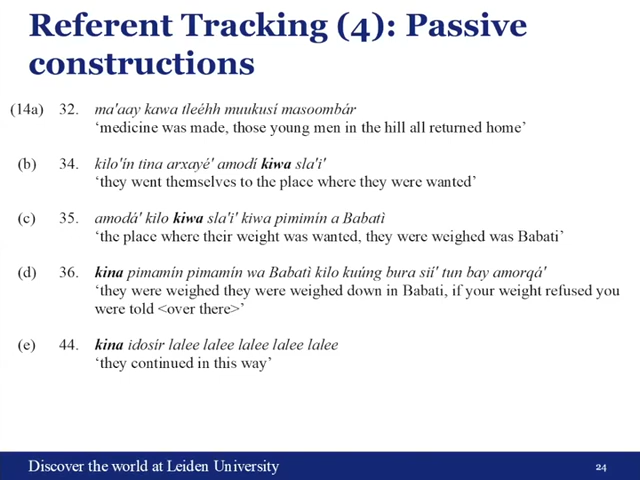 Referent Tracking (4): Passive
constructions
(14a) 32. ma'aay kawa tleéhh muukusí masoombár
‘medicine was made, those young men in the hill all returned home’
(b) 34. kilo'ín tina arxayé' amodí kiwa sla'i'
‘they went themselves to the place where they were wanted’
(c) 35. amodá' kilo kiwa sla'i' kiwa pimimín a Babatì
‘the place where their weight was wanted, they were weighed was Babati’
(d) 36. kina pimamín pimamín wa Babatì kilo kuúng bura sií' tun bay amorqá'
‘they were weighed they were weighed down in Babati, if your weight refused you
were told <over there>’
(e) 44. kina idosír lalee lalee lalee lalee lalee
‘they continued in this way’
Discover the world at Leiden University
24